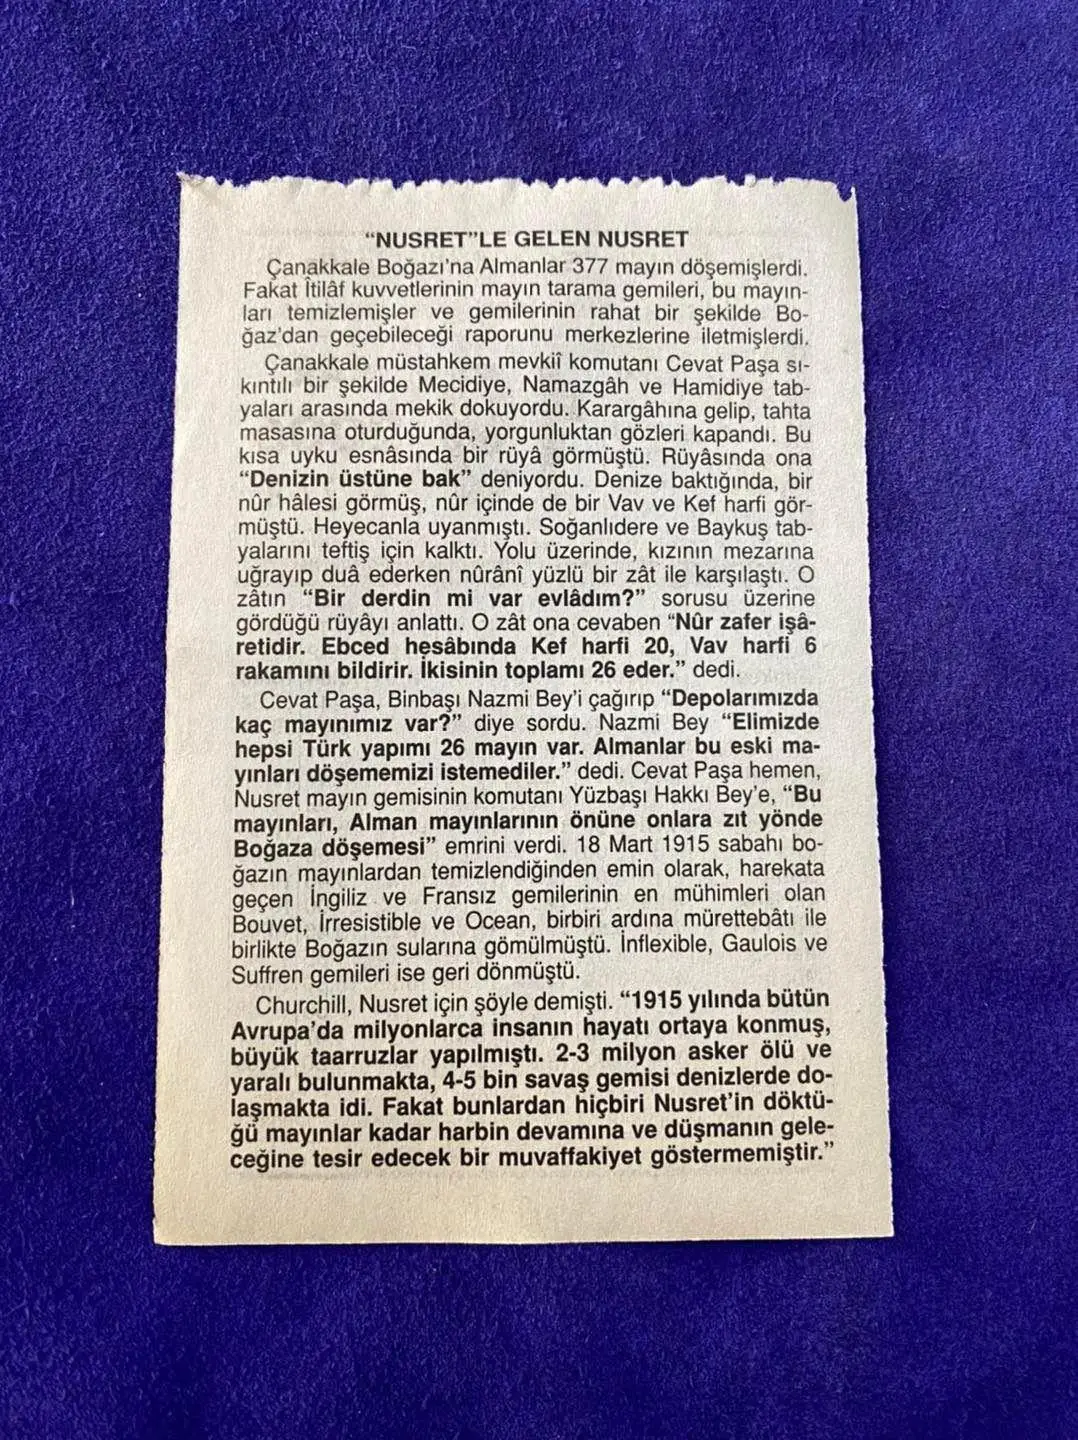 “NUSRET”LE GELEN NUSRET
Çanakkale Boğazı’na Almanlar 377 mayın döşemişlerdi.
Fakat İtilâf kuvvetlerinin mayın tarama gemileri, bu mayın-
ları temizlemişler ve gemilerinin rahat bir şekilde Bo-
ğaz’dan geçebileceği raporunu merkezlerine iletmişlerdi.
Çanakkale müstahkem mevkiî komutanı Cevat Paşa sı-
kıntılı bir şekilde Mecidiye, Namazgâh ve Hamidiye tab-
yaları arasında mekik dokuyordu. Karargâhına gelip, tahta
masasına oturduğunda, yorgunluktan gözleri kapandı. Bu
kısa uyku esnâsında bir rüyâ görmüştü. Rüyâsında ona
“Denizin üstüne bak” deniyordu. Denize baktığında, bir
nûr hâlesi görmüş, nûr içinde de bir Vav ve Kef harfi gör-
müştü. Heyecanla uyanmıştı. Soğanlıdere ve Baykuş tab-
yalarını teftiş için kalktı. Yolu üzerinde, kızının mezarına
uğrayıp duâ ederken nûrânî yüzlü bir zât ile karşılaştı. O
zâtın “Bir derdin mi var evlâdım?” sorusu üzerine
gördüğü rüyâyı anlattı. O zât ona cevaben “Nûr zafer işâ-
retidir. Ebced hesâbında Kef harfi 20, Vav harfi 6
rakamını bildirir. İkisinin toplamı 26 eder.” dedi.
Cevat Paşa, Binbaşı Nazmi Bey’i çağırıp “Depolarımızda
kaç mayınımız var?” diye sordu. Nazmi Bey “Elimizde
hepsi Türk yapımı 26 mayın var. Almanlar bu eski ma-
yınları döşememizi istemediler.” dedi. Cevat Paşa hemen,
Nusret mayın gemisinin komutanı Yüzbaşı Hakkı Bey’e, “Bu
mayınları, Alman mayınlarının önüne onlara zıt yönde
Boğaza döşemesi” emrini verdi. 18 Mart 1915 sabahı bo-
ğazın mayınlardan temizlendiğinden emin olarak, harekata
geçen İngiliz ve Fransız gemilerinin en mühimleri olan
Bouvet, İrresistible ve Ocean, birbiri ardına mürettebâtı ile
birlikte Boğazın sularına gömülmüştü. İnflexible, Gaulois ve
Suffren gemileri ise geri dönmüştü.
Churchill, Nusret için şöyle demişti. “1915 yılında bütün
Avrupa’da milyonlarca insanın hayatı ortaya konmuş,
büyük taarruzlar yapılmıştı. 2-3 milyon asker ölü ve
yaralı bulunmakta, 4-5 bin savaş gemisi denizlerde do-
laşmakta idi. Fakat bunlardan hiçbiri Nusret’in döktü-
ğü mayınlar kadar harbin devamına ve düşmanın gele-
ceğine tesir edecek bir muvaffakiyet göstermemiştir.”